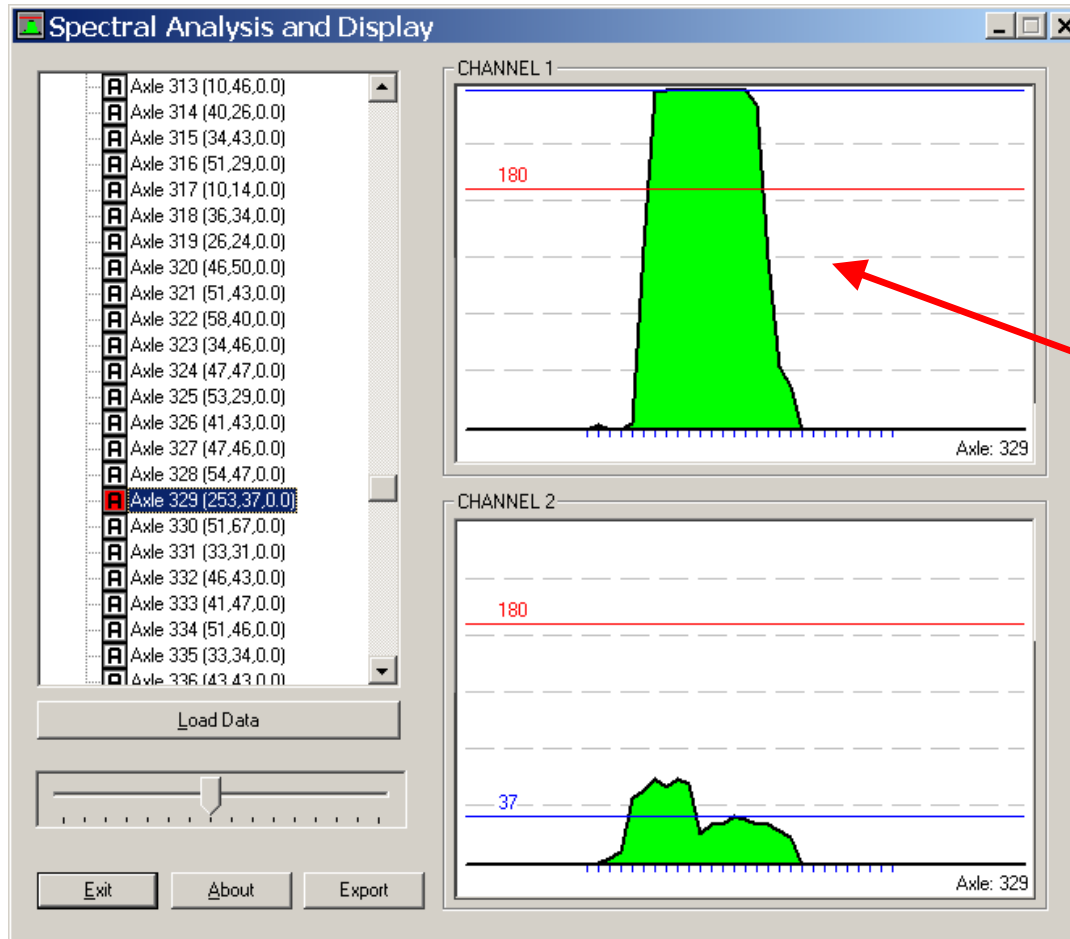 Spectral Analysis and Display
Axle 313 (10,46,0.0)
Axle 314 (40,26,0.0)
Axle 315 (34,43,0.0)
Axle 316 (51,29,0.0)
Axle 317 (10,14,0.0)
Axle 318 (36,34,0.0)
Axle 319 (26,24,0.0)
Axle 320 (46,50,0.0)
Axle 321 (51,43,0.0)
Axle 322 (58,40,0.0)
Axle 323 (34,46,0.0)
Axle 324 (47,47,0.0)
Axle 325 (53,29,0.0)
Axle 326 (41,43,0.0)
Axle 327 (47,46,0.0)
Axle 328 (54,47,0.0)
Axle 329 (253,37,0.0)
Axle 330 (51,67,0.0)
Axle 331 (33,31,0.0)
Axle 332 (46,43,0.0)
Axle 333 (41,47,0.0)
Axle 334 (51,46,0.0)
Axle 335 (33,34,0.0)
Axle 336 (43,43,0.0)
Load Data
Exit
About
Export
CHANNEL 1
180
Axle: 329
CHANNEL 2
180
37
Axle: 329